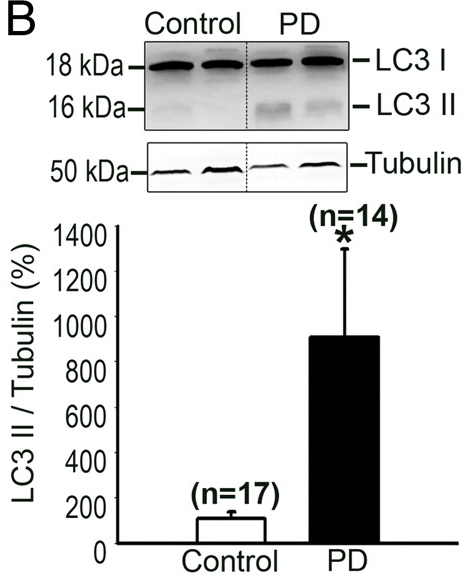 B
Control PD
18 kDa LC3 I
16 kDa LC3 II
50 kDa Tubulin
LC3 II / Tubulin (%)
1400
1200
1000
800
600
400
200
0
(n=14)
*
(n=17)
Control PD